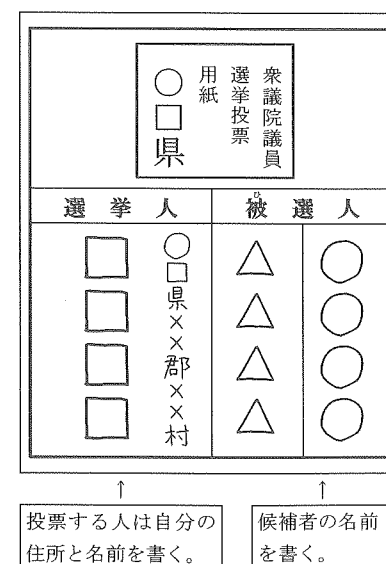 衆議院議員
選挙投票
用紙
○□県
被選人
ひ
選挙人
○○○○
△△△△
○□県××郡××村
□□□□
↑
↑
投票する人は自分の
住所と名前を書く。
候補者の名前
を書く。